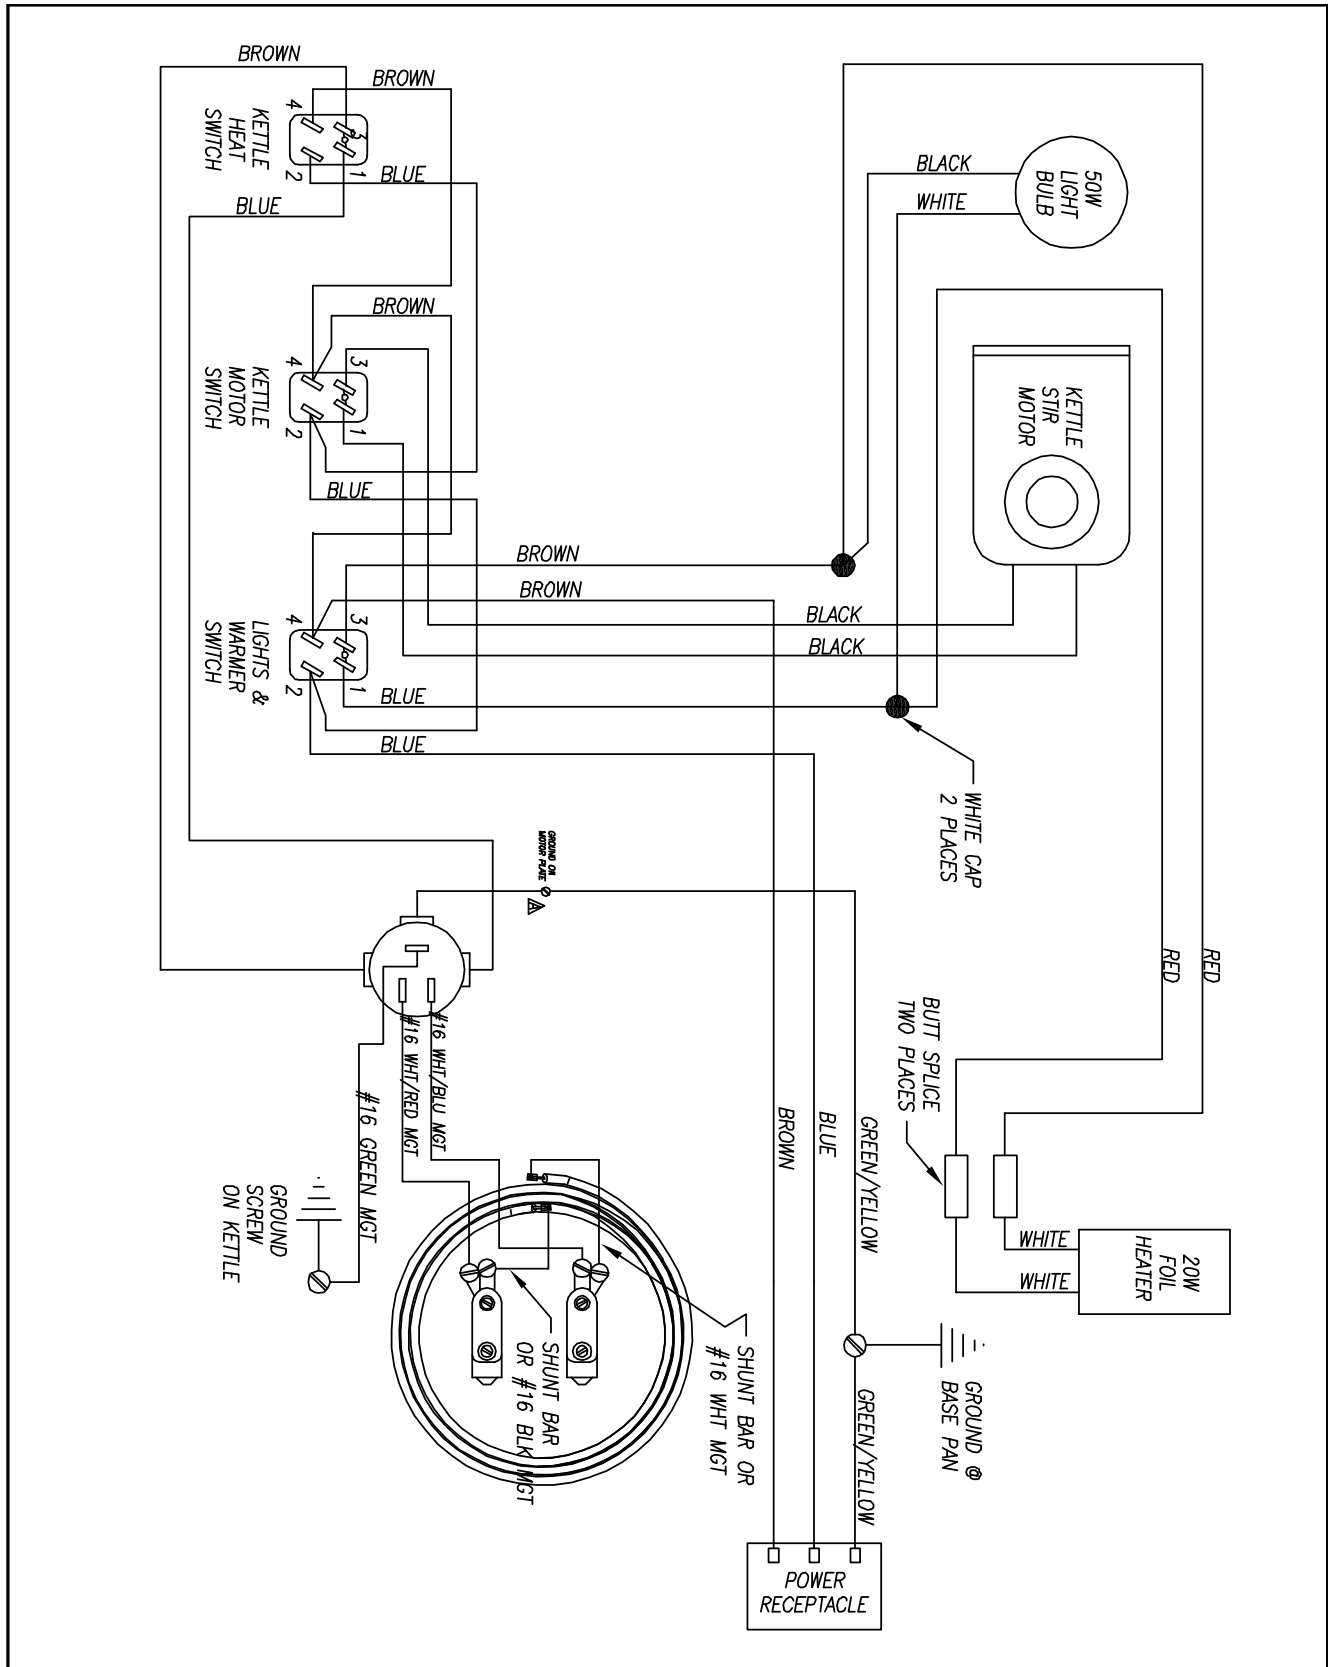 BROWN
BROWN
4
3
KETTLE
HEAT
SWITCH
2
1
BLUE
BLUE
BLACK
WHITE
50W
LIGHT
BULB
BROWN
4
3
KETTLE
MOTOR
SWITCH
2
1
BLUE
KETTLE
STIR
MOTOR
BROWN
BROWN
BLACK
BLACK
4
3
LIGHTS &
WARMER
SWITCH
2
1
BLUE
BLUE
WHITE CAP
2 PLACES
GROUND ON
MOTOR PLATE
A
RED
RED
BUTT SPLICE
TWO PLACES
#16 WHT/BLU MGT
#16 WHT/RED MGT
#16 GREEN MGT
GROUND
SCREW
ON KETTLE
BROWN
BLUE
GREEN/YELLOW
WHITE
WHITE
20W
FOIL
HEATER
SHUNT BAR
OR #16 BLK MGT
SHUNT BAR OR
#16 WHT MGT
GROUND @
BASE PAN
GREEN/YELLOW
POWER
RECEPTACLE